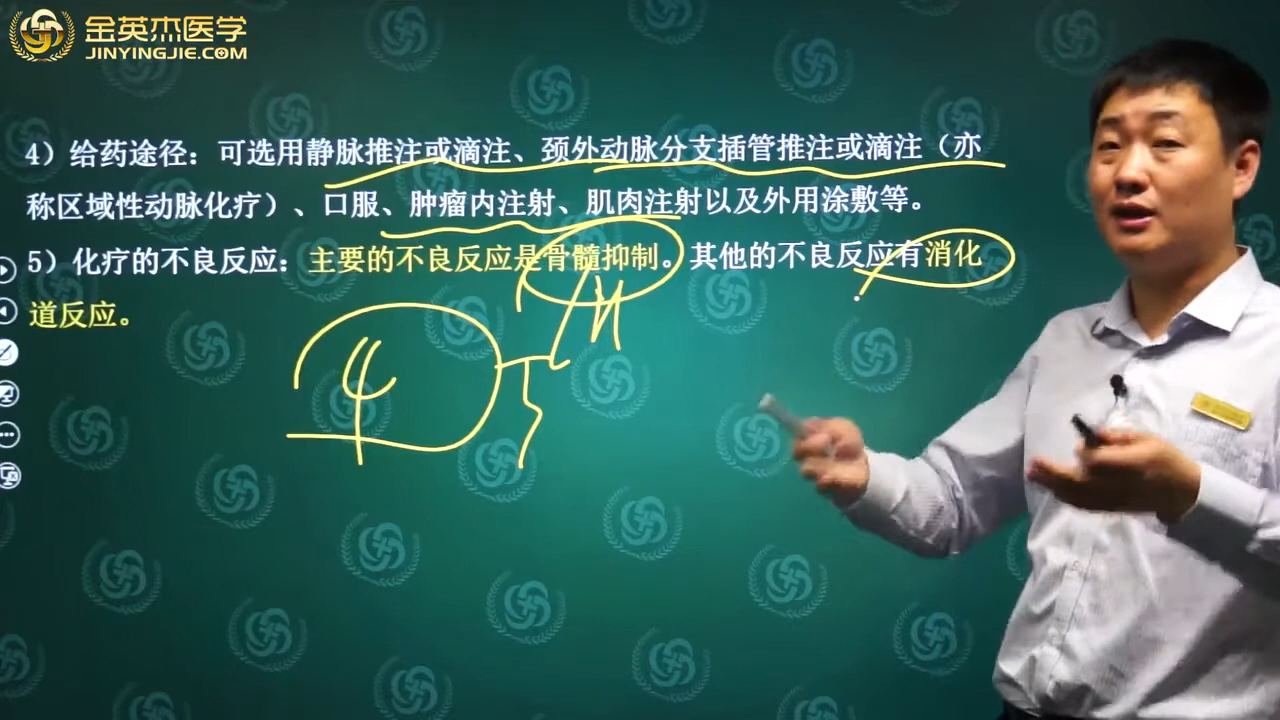 金英杰医学
JINYINGJIE.COM
4）给药途径：可选用静脉推注或滴注、颈外动脉分支插管推注或滴注（亦
称区域性动脉化疗）、口服、肿瘤内注射、肌肉注射以及外用涂敷等。
5）化疗的不良反应：主要的不良反应是骨髓抑制。其他的不良反应有消化
道反应。